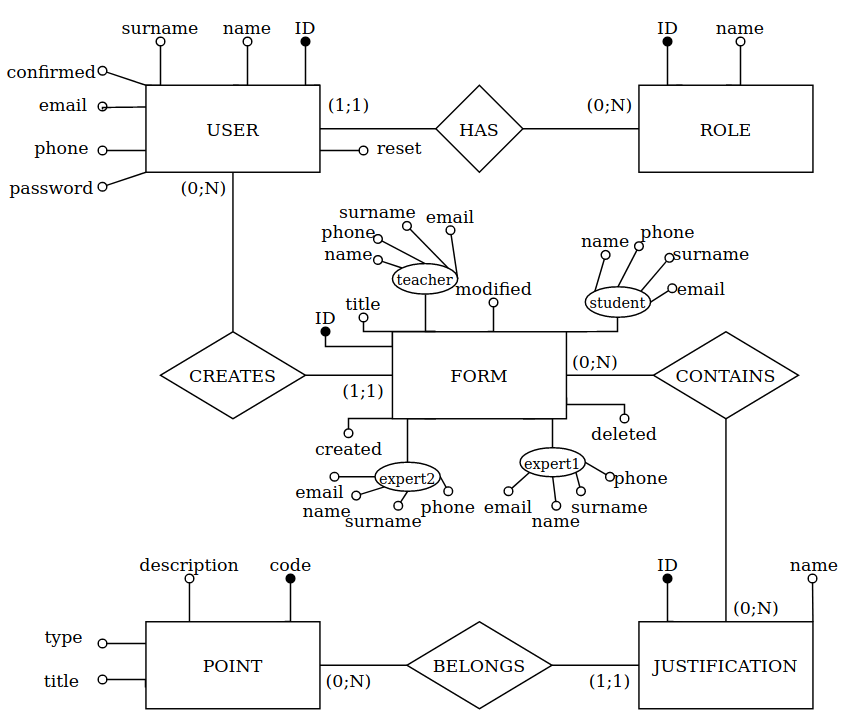 surname name ID
ID name
confirmed
email
phone
password
USER
(1;1)
HAS
(0;N)
ROLE
reset
(0;N)
surname email
phone
name
teacher
modified
title
ID
name phone
surname
email
student
CREATES
(1;1)
FORM
(0;N)
CONTAINS
created
deleted
expert2
email
name
surname
phone
expert1
phone
email
name
surname
description code
type
title
POINT
(0;N)
BELONGS
(1;1)
ID name
(0;N)
JUSTIFICATION